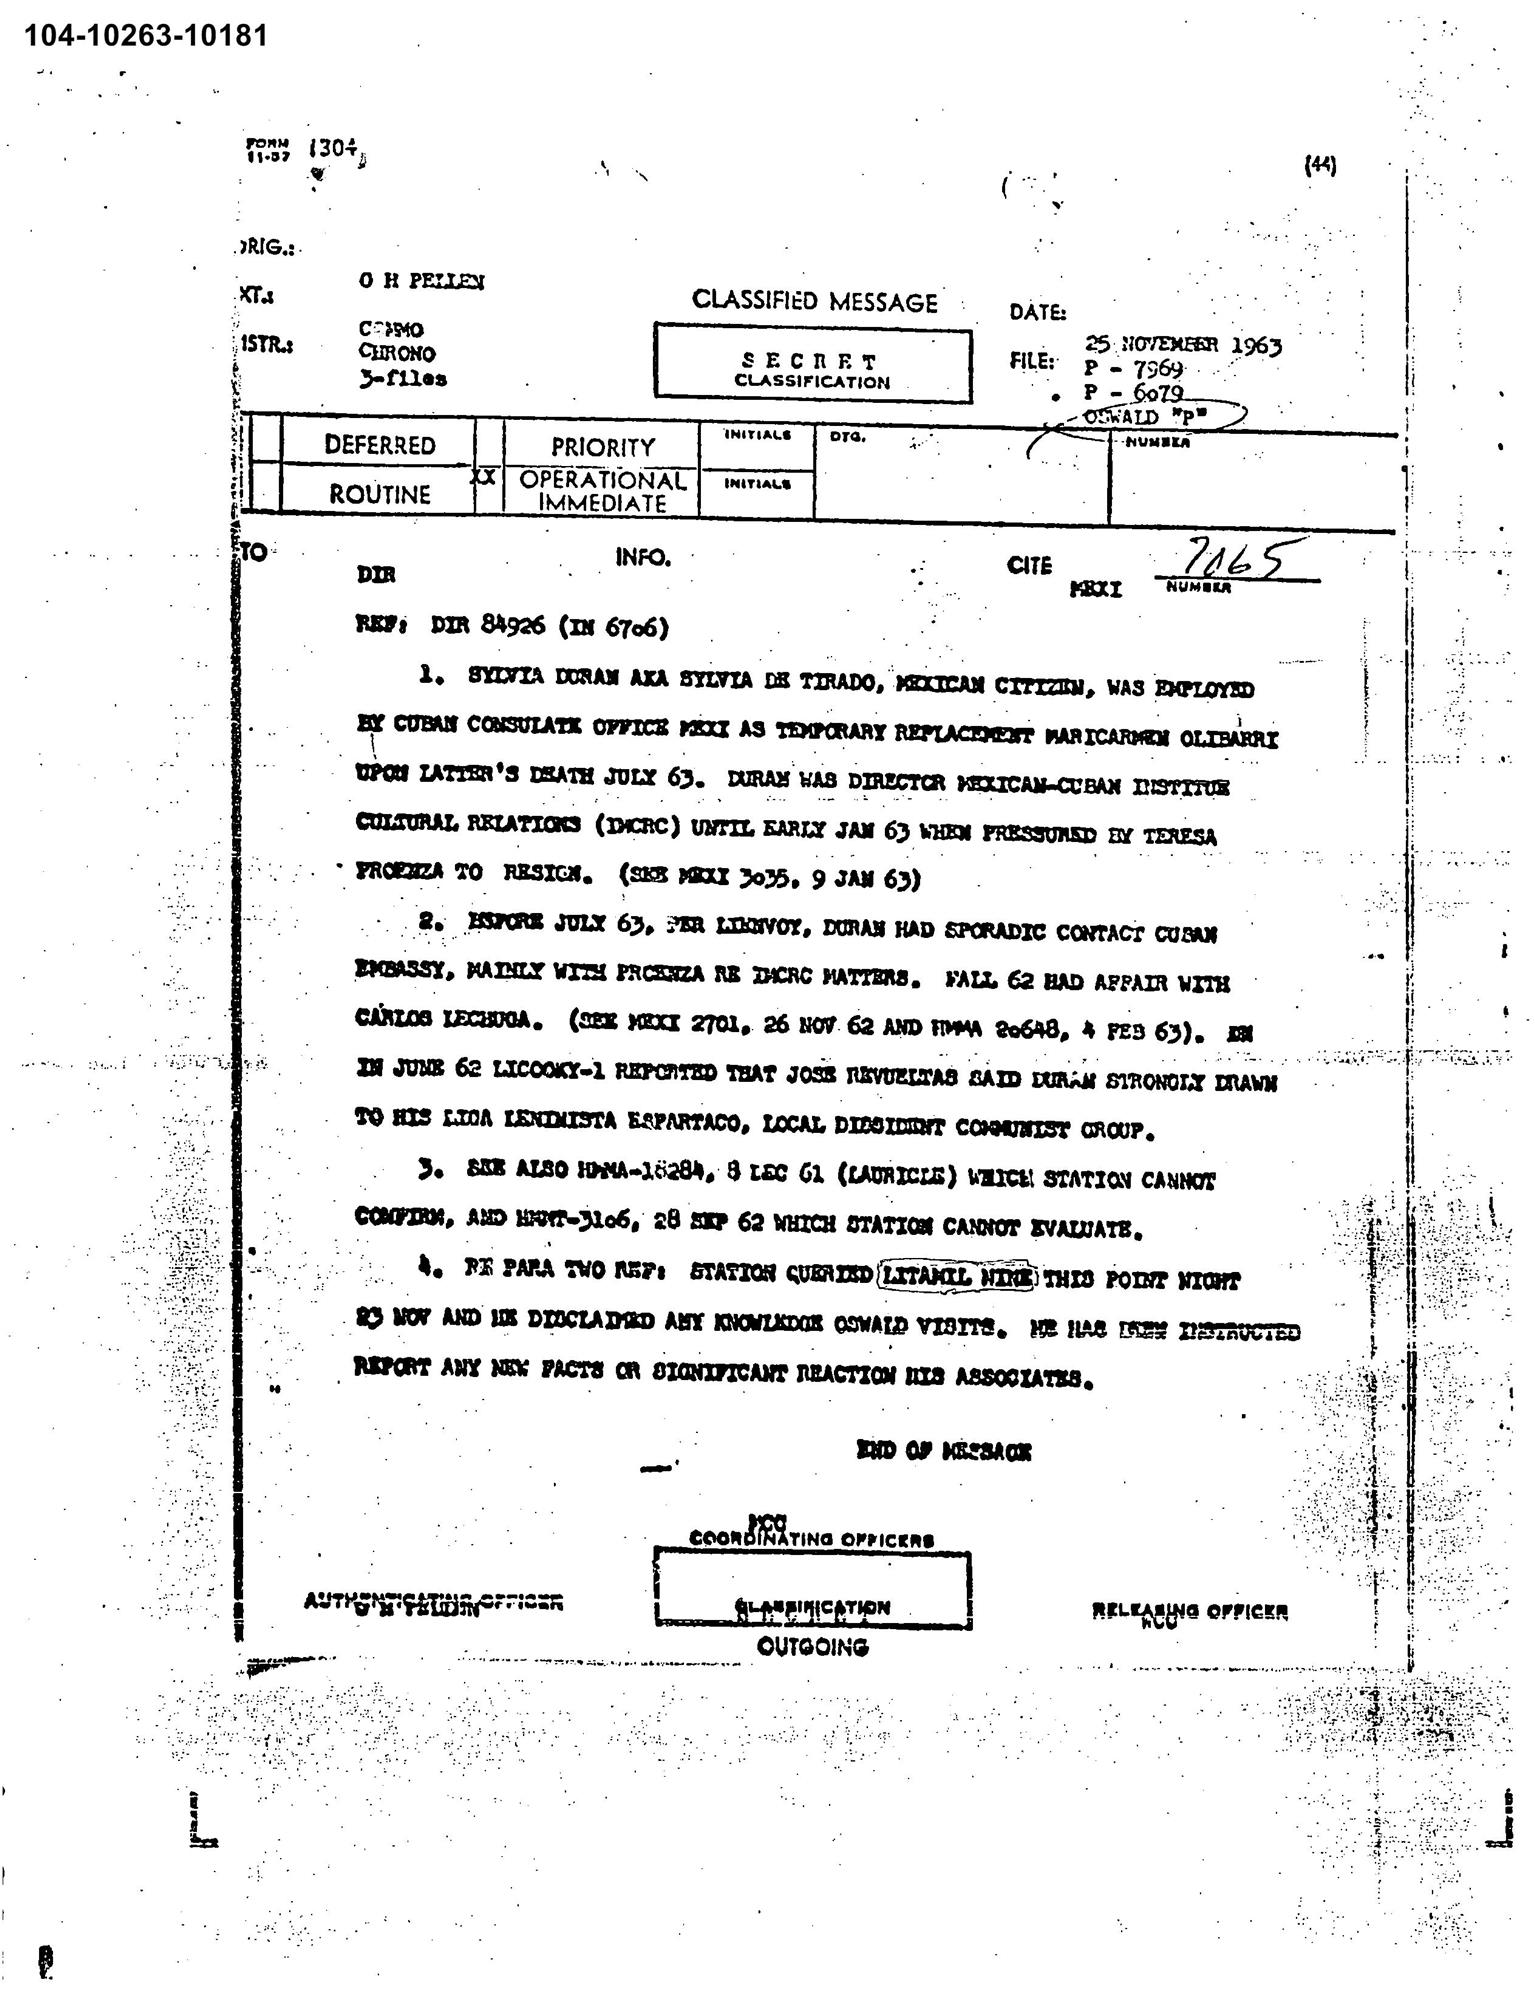 104-10263-10181
FORM 11-57 1304
(44)
ORIG.:
O H PELLEN
XT.:
CLASSIFIED MESSAGE
DATE:
COMMO
ISTR.:
CHRONO
3-files
SECRET
CLASSIFICATION
25 NOVEMBER 1963
FILE: P - 7969
P - 6o79
OSWALD "P"
DEFERRED PRIORITY INITIALS DTG. NUMBER
ROUTINE XX OPERATIONAL IMMEDIATE INITIALS
TO INFO. CITE
DIR MEXI 7065
NUMBER
REF: DIR 84926 (IN 67o6)
1. SYLVIA DURAN AKA SYLVIA DE TIRADO, MEXICAN CITIZEN, WAS EMPLOYED
BY CUBAN CONSULATE OFFICE MEXI AS TEMPORARY REPLACEMENT MARICARMEN OLIBARRI
UPON LATTER'S DEATH JULY 63. DURAN WAS DIRECTOR MEXICAN-CUBAN INSTITUE
CULTURAL RELATIONS (IMCRC) UNTIL EARLY JAN 63 WHEN PRESSURED BY TERESA
PROENZA TO RESIGN. (SEE MEXI 3o35, 9 JAN 63)
2. BEFORE JULY 63, PER LIENVOY, DURAN HAD SPORADIC CONTACT CUBAN
EMBASSY, MAINLY WITH PROENZA RE IMCRC MATTERS. FALL 62 HAD AFFAIR WITH
CARLOS LECHUGA. (SEE MEXI 2701, 26 NOV 62 AND HMMA 2o648, 4 FEB 63). IN
IN JUNE 62 LICOOKY-1 REPORTED THAT JOSE REVUELTAS SAID DURAN STRONGLY DRAWN
TO HIS LIGA LENINISTA ESPARTACO, LOCAL DISSIDENT COMMUNIST GROUP.
3. SEE ALSO HMMA-18284, 8 DEC 61 (LAURICLE) WHICH STATION CANNOT
CONFIRM, AND HMMT-31o6, 28 SEP 62 WHICH STATION CANNOT EVALUATE.
4. RE PARA TWO REF: STATION QUERIED LITAMIL NINE THIS POINT NIGHT
23 NOV AND HE DISCLAIMED ANY KNOWLEDGE OSWALD VISITS. HE HAS BEEN INSTRUCTED
REPORT ANY NEW FACTS OR SIGNIFICANT REACTION HIS ASSOCIATES.
END OF MESSAGE
WCC
COORDINATING OFFICERS
AUTHENTICATING OFFICER
O H PELLEN
CLASSIFICATION
SECRET
RELEASING OFFICER
WCC
OUTGOING